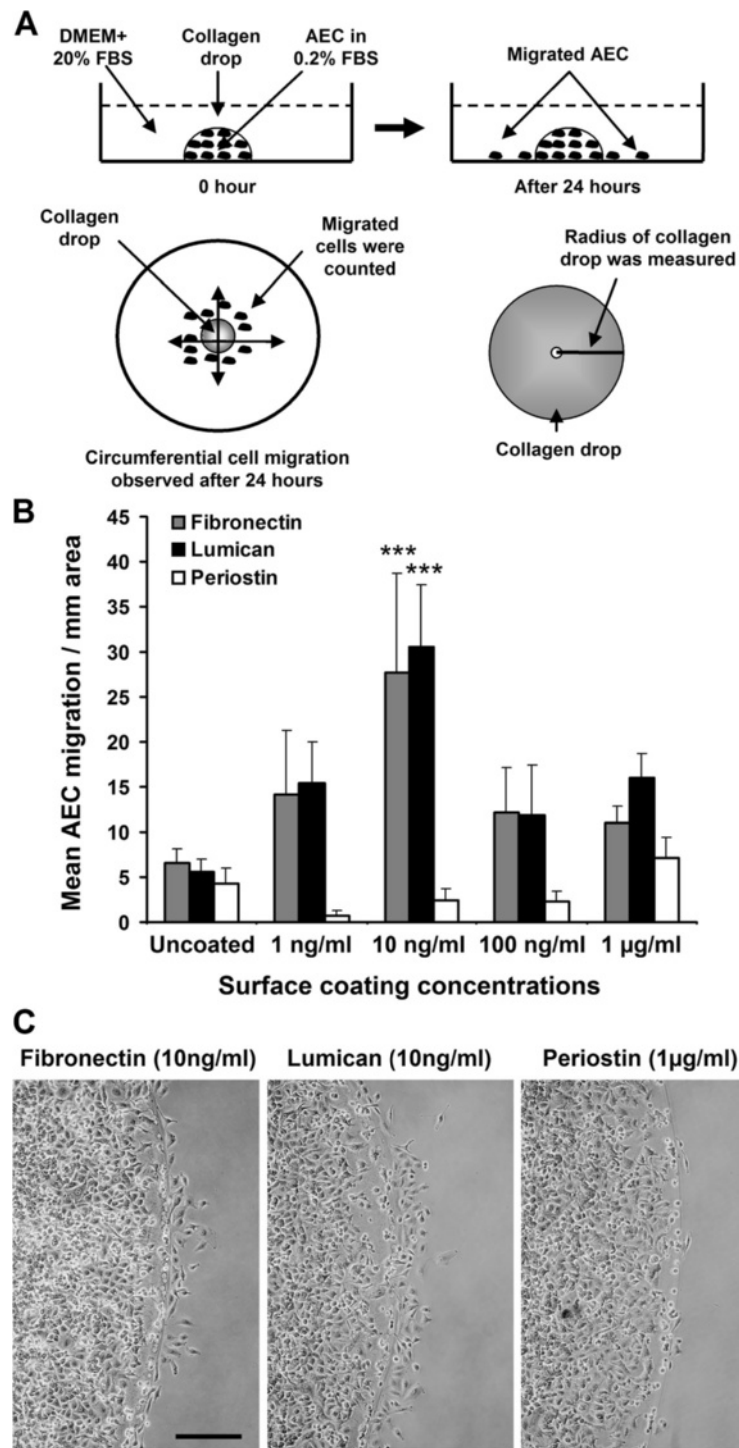 A
DMEM+
20% FBS
Collagen
drop
AEC in
0.2% FBS
Migrated AEC
0 hour
After 24 hours
Collagen
drop
Migrated
cells were
counted
Radius of collagen
drop was measured
Circumferential cell migration
observed after 24 hours
Collagen drop
B
Mean AEC migration / mm area
45
40
35
30
25
20
15
10
5
0
Fibronectin
Lumican
Periostin
***
***
Uncoated 1 ng/ml 10 ng/ml 100 ng/ml 1 µg/ml
Surface coating concentrations
C
Fibronectin (10ng/ml) Lumican (10ng/ml) Periostin (1µg/ml)